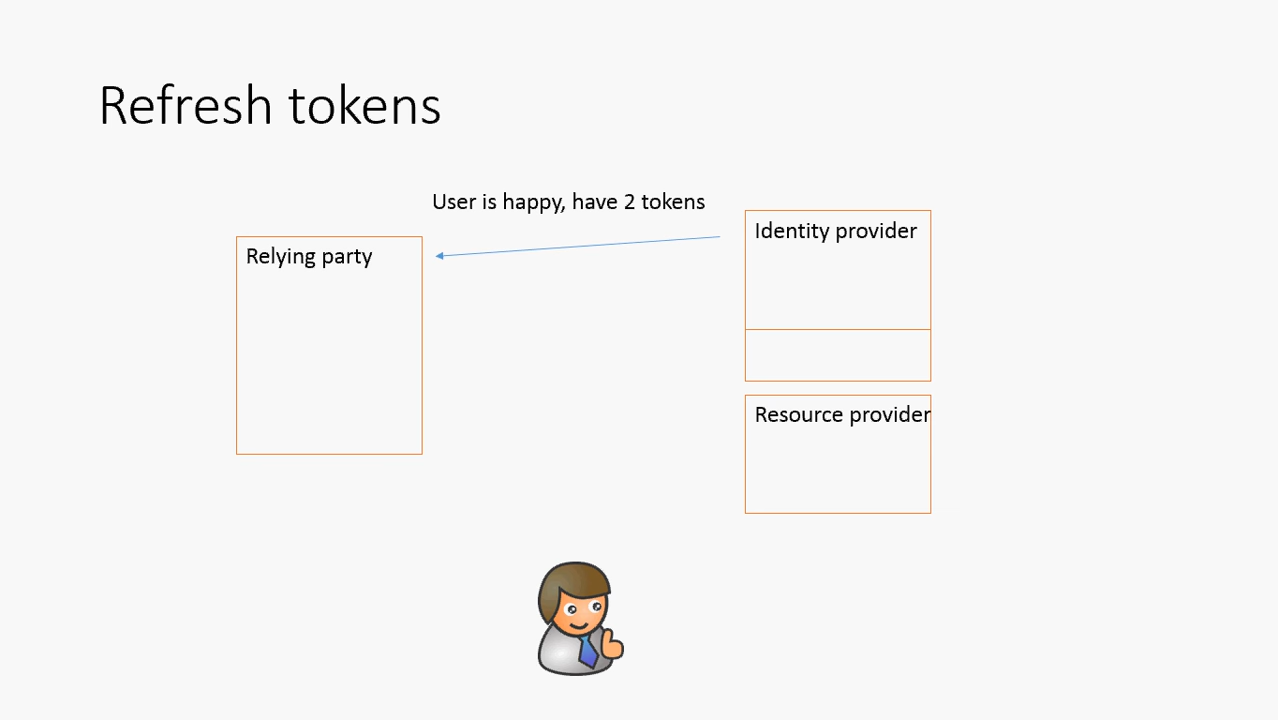 Refresh tokens
User is happy, have 2 tokens
Identity provider
Relying party
Resource provider